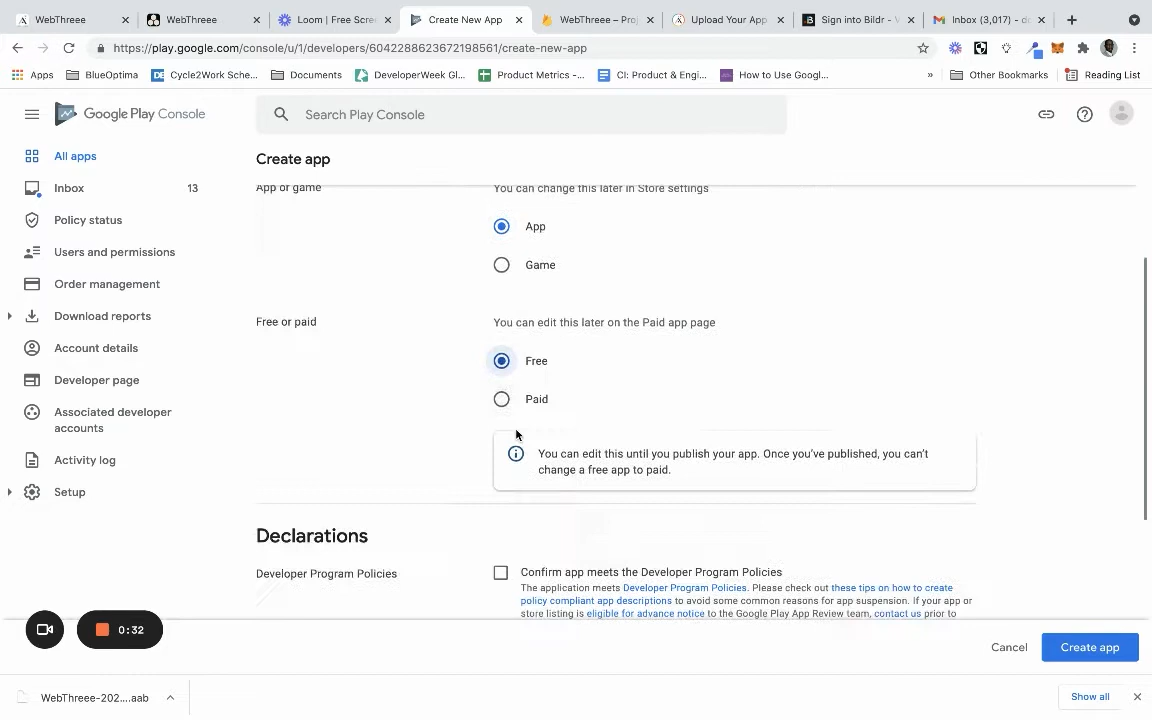 WebThreee
WebThreee
Loom | Free Scree
Create New App
WebThreee – Proj
Upload Your App
Sign into Bildr - V
Inbox (3,017) - de
https://play.google.com/console/u/1/developers/6042288623672198561/create-new-app
Apps
BlueOptima
Cycle2Work Sche...
Documents
DeveloperWeek Gl...
Product Metrics -...
CI: Product & Engi...
How to Use Googl...
»
Other Bookmarks
Reading List
Google Play Console
Search Play Console
All apps
Inbox
13
Policy status
Users and permissions
Order management
Download reports
Account details
Developer page
Associated developer
accounts
Activity log
Setup
Create app
App or game
You can change this later in Store settings
App
Game
Free or paid
You can edit this later on the Paid app page
Free
Paid
You can edit this until you publish your app. Once you've published, you can't
change a free app to paid.
Declarations
Developer Program Policies
Confirm app meets the Developer Program Policies
The application meets Developer Program Policies. Please check out these tips on how to create
policy compliant app descriptions to avoid some common reasons for app suspension. If your app or
store listing is eligible for advance notice to the Google Play App Review team, contact us prior to
0:32
Cancel
Create app
WebThreee-202....aab
Show all